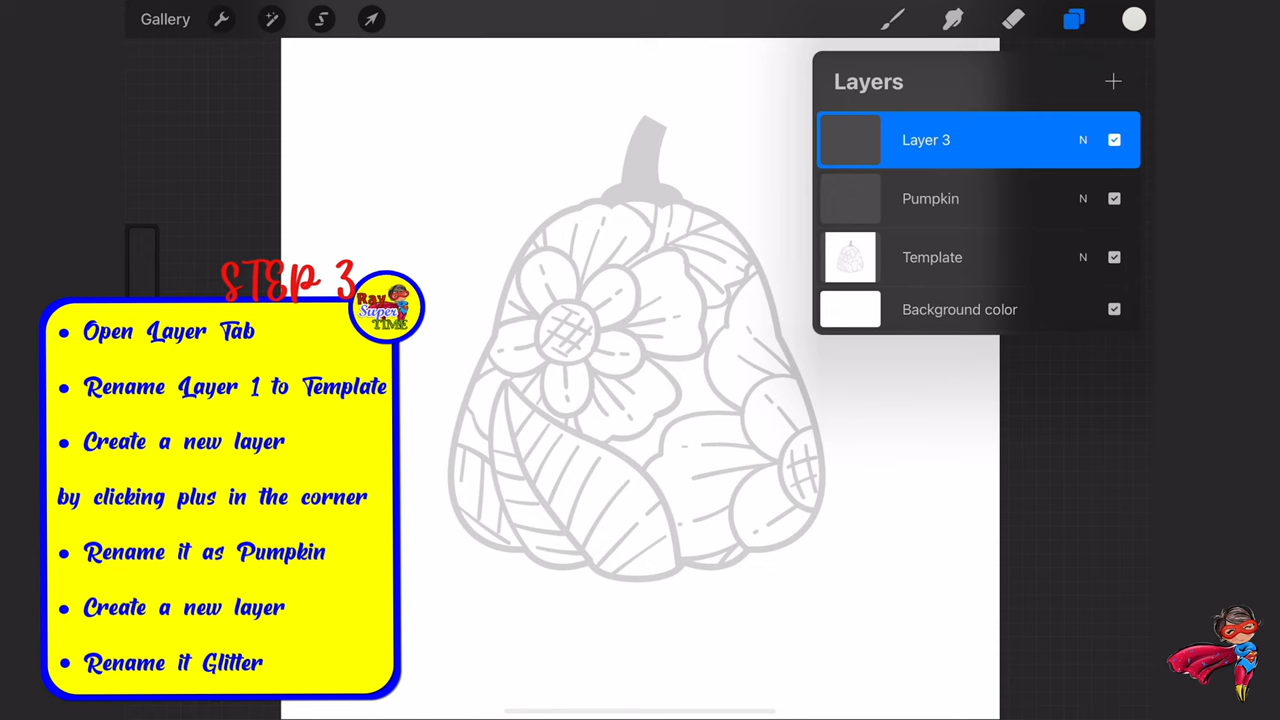 Gallery
Layers
Layer 3 N
Pumpkin N
Template N
Background color
STEP 3
Ray
Super
TIME
• Open Layer Tab
• Rename Layer 1 to Template
• Create a new layer
by clicking plus in the corner
• Rename it as Pumpkin
• Create a new layer
• Rename it Glitter